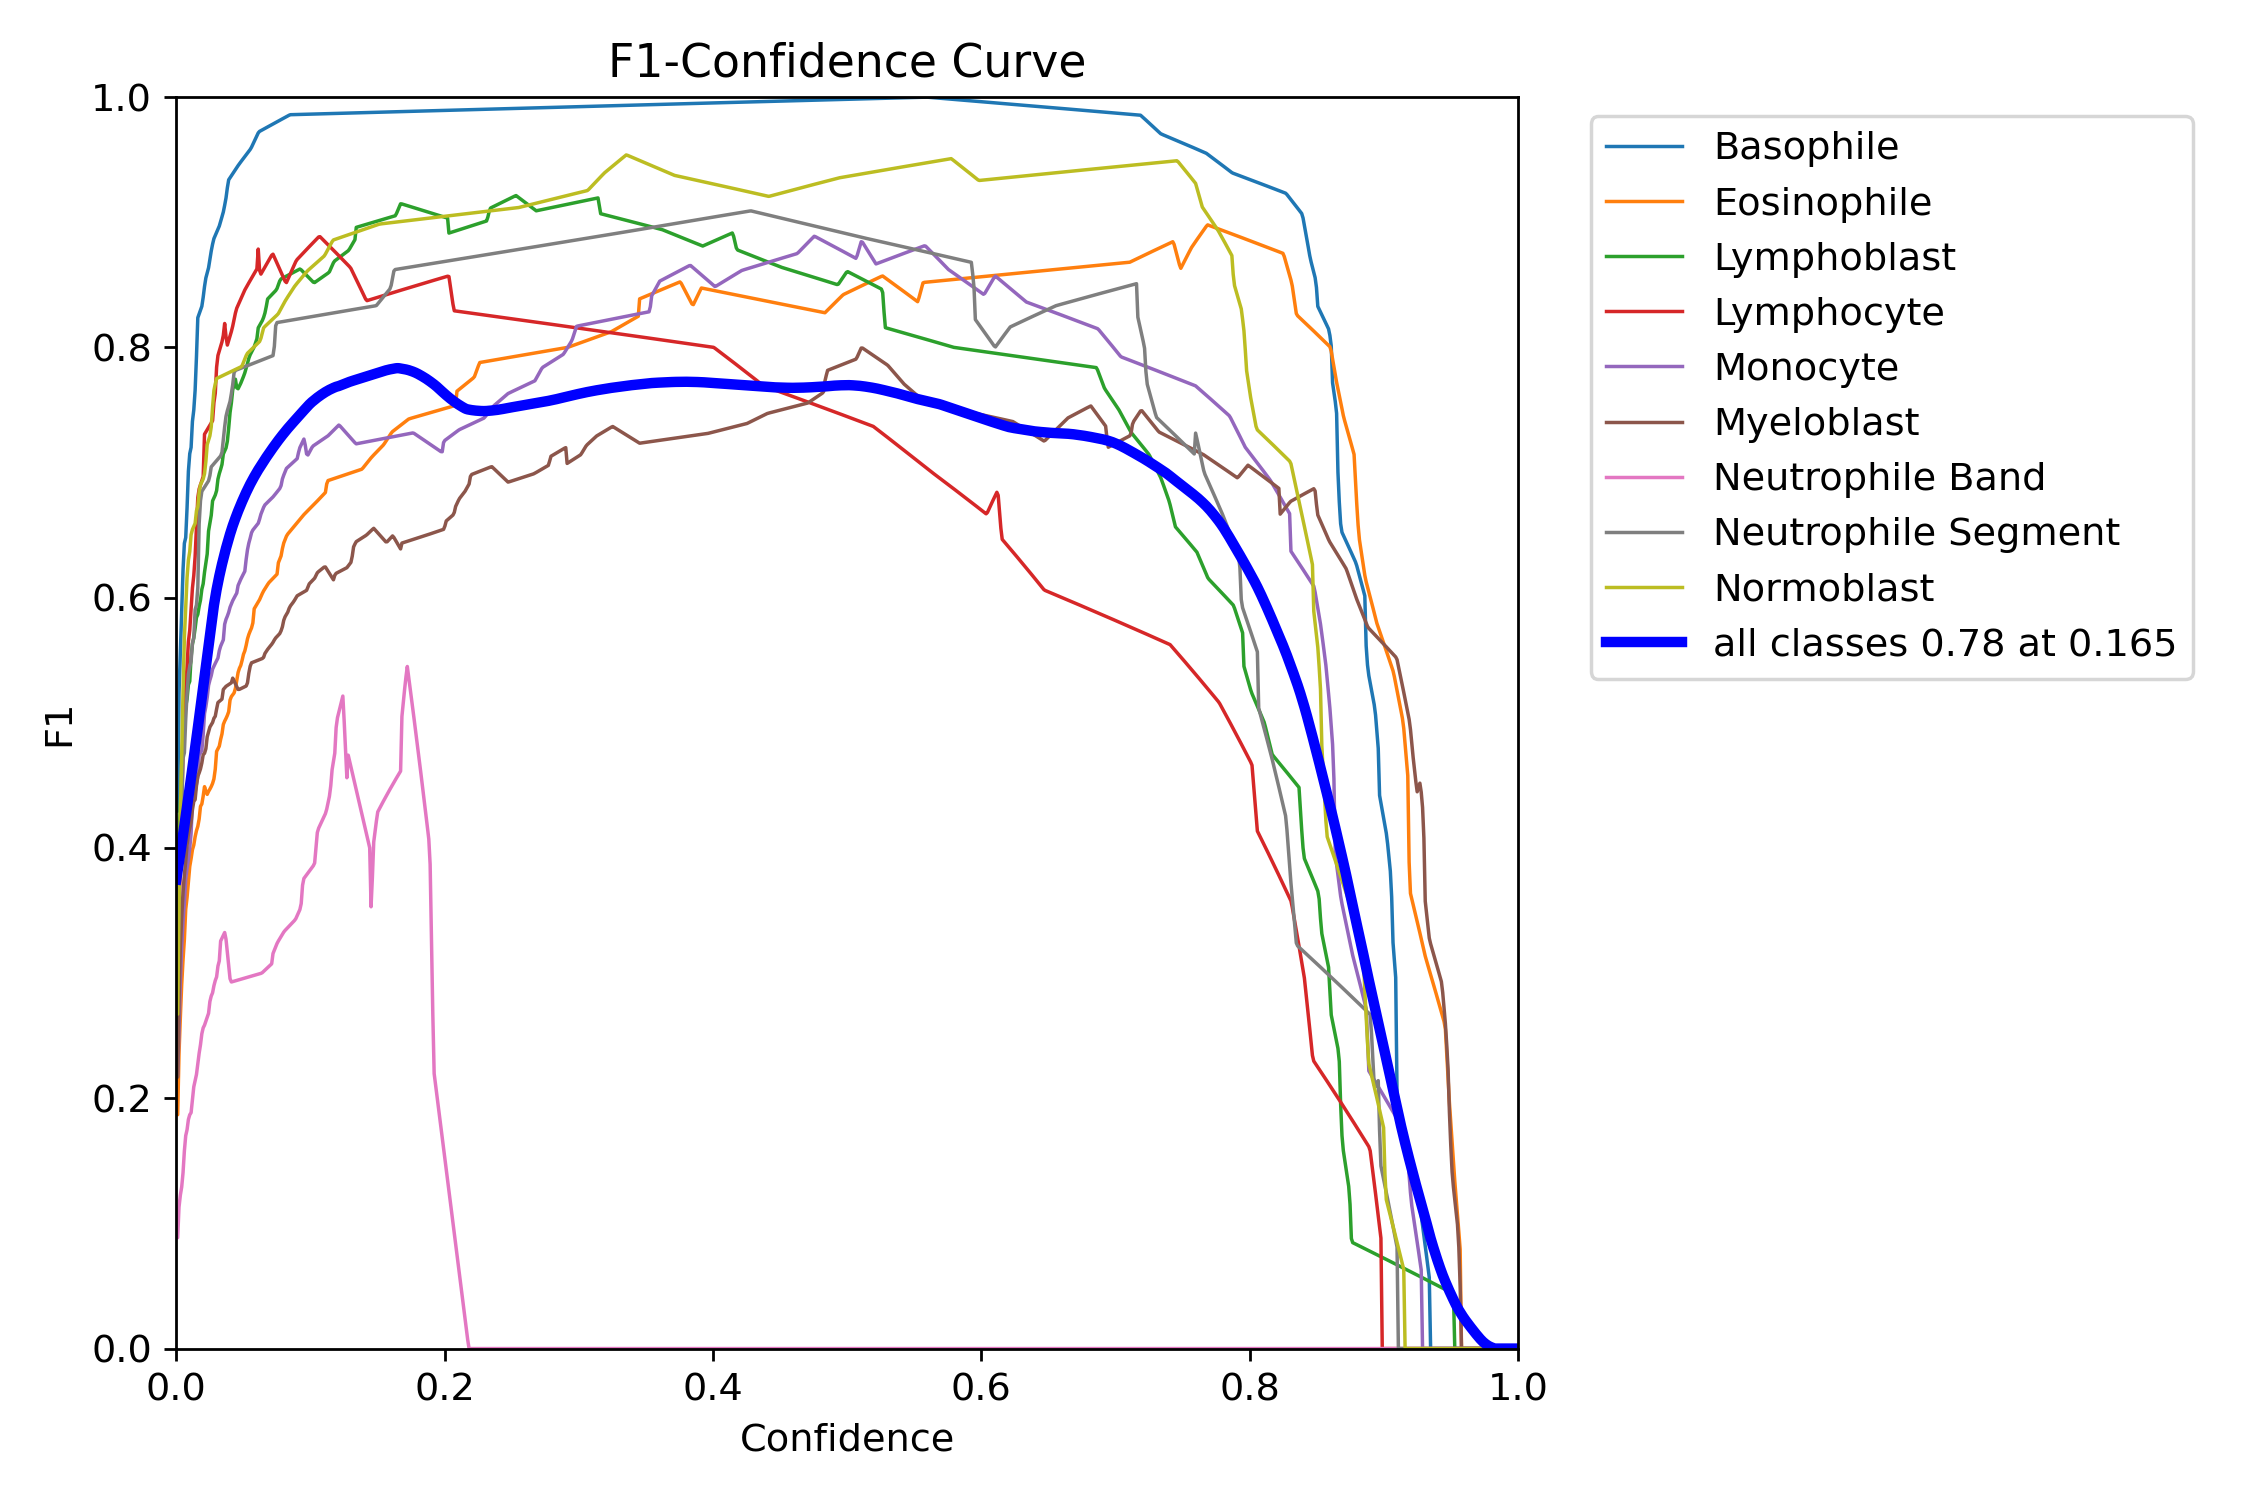 F1-Confidence Curve
1.0
0.8
0.6
0.4
0.2
0.0
F1
0.0 0.2 0.4 0.6 0.8 1.0
Confidence
Basophile
Eosinophile
Lymphoblast
Lymphocyte
Monocyte
Myeloblast
Neutrophile Band
Neutrophile Segment
Normoblast
all classes 0.78 at 0.165